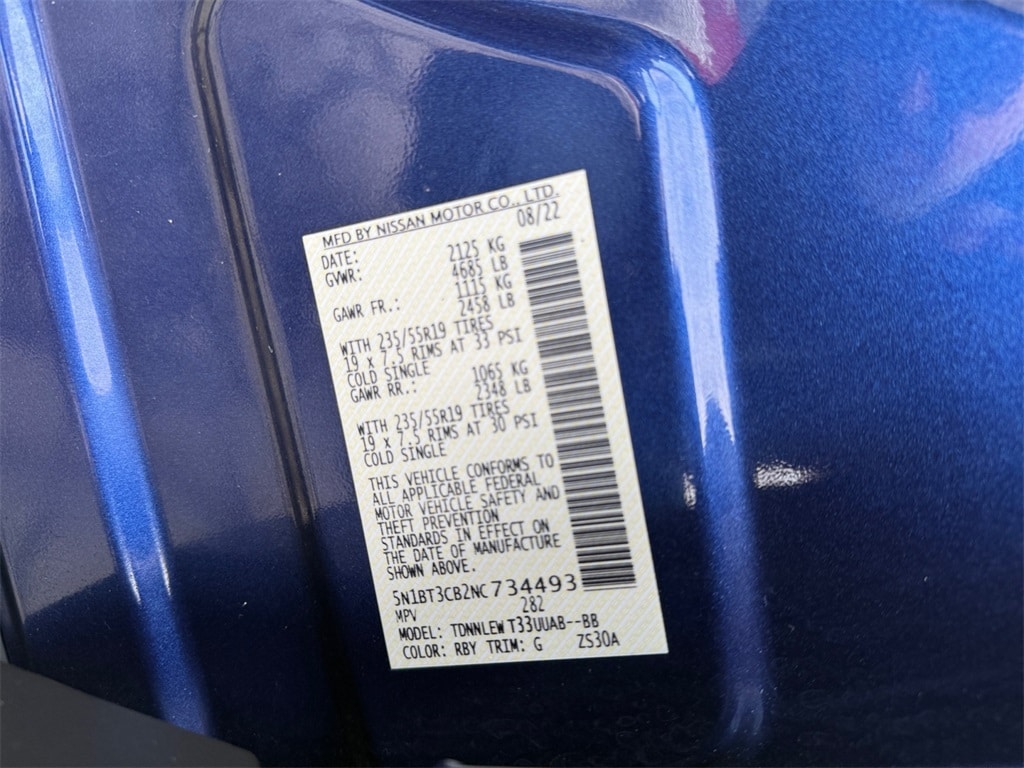 MFD BY NISSAN MOTOR CO., LTD.
DATE: 08/22
GVWR: 2125 KG
4685 LB
GAWR FR.: 1115 KG
2458 LB
WITH 235/55R19 TIRES
19 x 7.5 RIMS AT 33 PSI
COLD SINGLE
GAWR RR.: 1065 KG
2348 LB
WITH 235/55R19 TIRES
19 x 7.5 RIMS AT 30 PSI
COLD SINGLE
THIS VEHICLE CONFORMS TO
ALL APPLICABLE FEDERAL
MOTOR VEHICLE SAFETY AND
THEFT PREVENTION
STANDARDS IN EFFECT ON
THE DATE OF MANUFACTURE
SHOWN ABOVE.
5N1BT3CB2NC734493
MPV 282
MODEL: TDNNLEWT33UUAB--BB
COLOR: RBY TRIM: G ZS30A